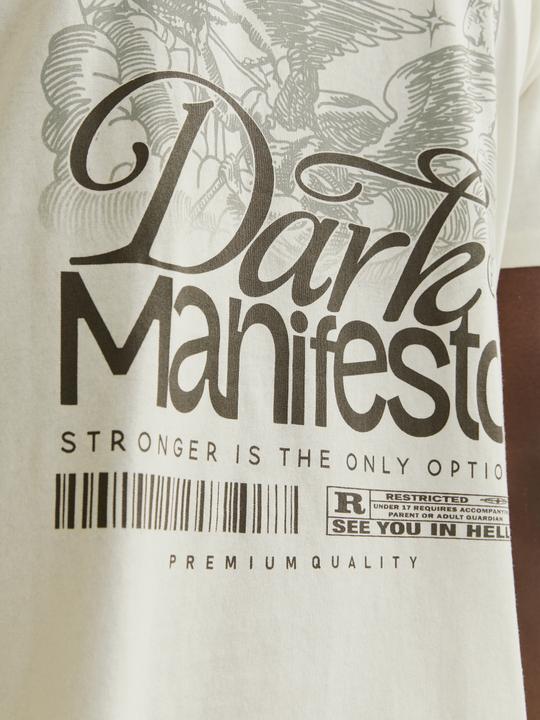 Dark
Manifesto
STRONGER IS THE ONLY OPTIO
R
RESTRICTED
UNDER 17 REQUIRES ACCOMPANYIN
PARENT OR ADULT GUARDIAN
SEE YOU IN HELL
PREMIUM QUALITY